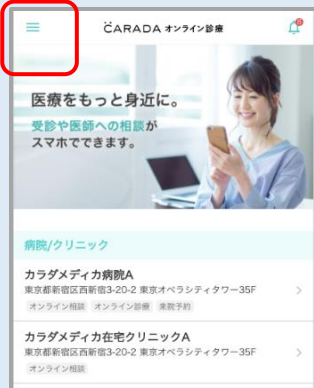 CARADA オンライン診療
医療をもっと身近に。
受診や医師への相談が
スマホでできます。
病院/クリニック
カラダメディカ病院A
東京都新宿区西新宿3-20-2 東京オペラシティタワー35F
オンライン相談 オンライン診療 来院予約
カラダメディカ在宅クリニックA
東京都新宿区西新宿3-20-2 東京オペラシティタワー35F
オンライン相談